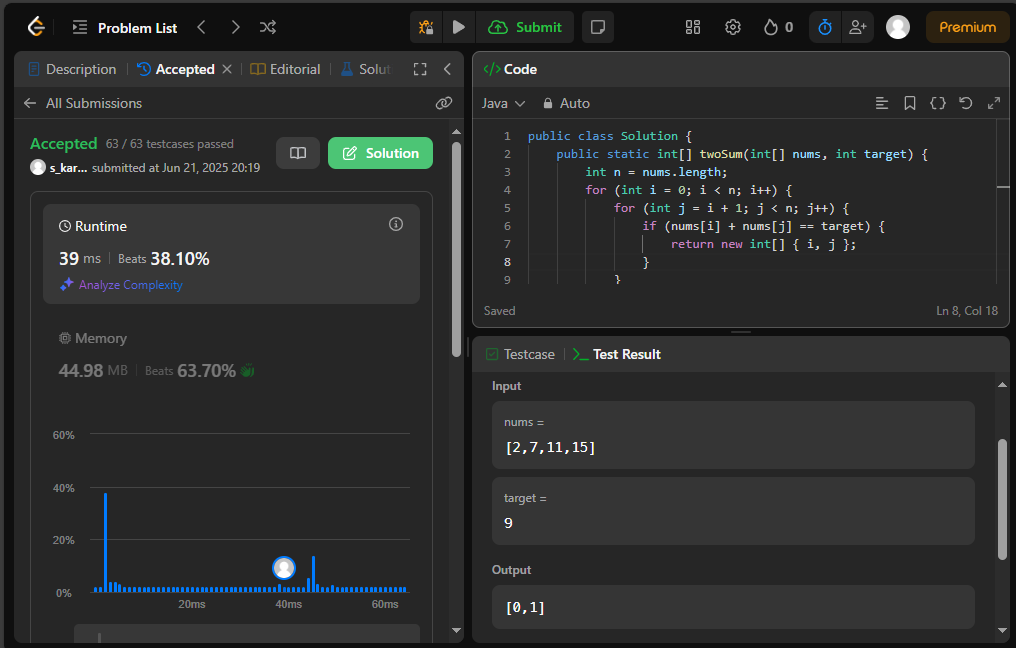 Problem List
Submit
0
Premium
Description
Accepted
Editorial
Solut
All Submissions
Accepted 63 / 63 testcases passed
s_kar... submitted at Jun 21, 2025 20:19
Solution
Runtime
39 ms Beats 38.10%
Analyze Complexity
Memory
44.98 MB Beats 63.70%
60%
40%
20%
0%
20ms 40ms 60ms
</> Code
Java Auto
1 public class Solution {
2 public static int[] twoSum(int[] nums, int target) {
3 int n = nums.length;
4 for (int i = 0; i < n; i++) {
5 for (int j = i + 1; j < n; j++) {
6 if (nums[i] + nums[j] == target) {
7 return new int[] { i, j };
8 }
9 }
Saved Ln 8, Col 18
Testcase >_ Test Result
Input
nums =
[2,7,11,15]
target =
9
Output
[0,1]